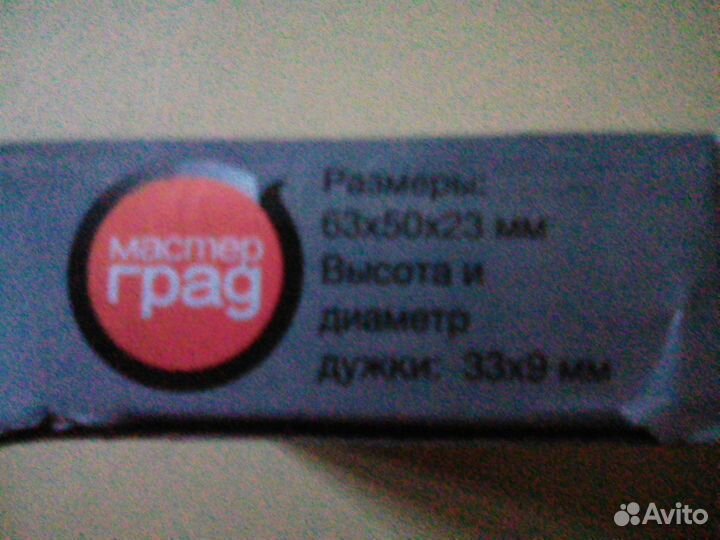 мастер
град
Размеры:
63х50х23 мм
Высота и
диаметр
дужки: 33х9 мм
Avito